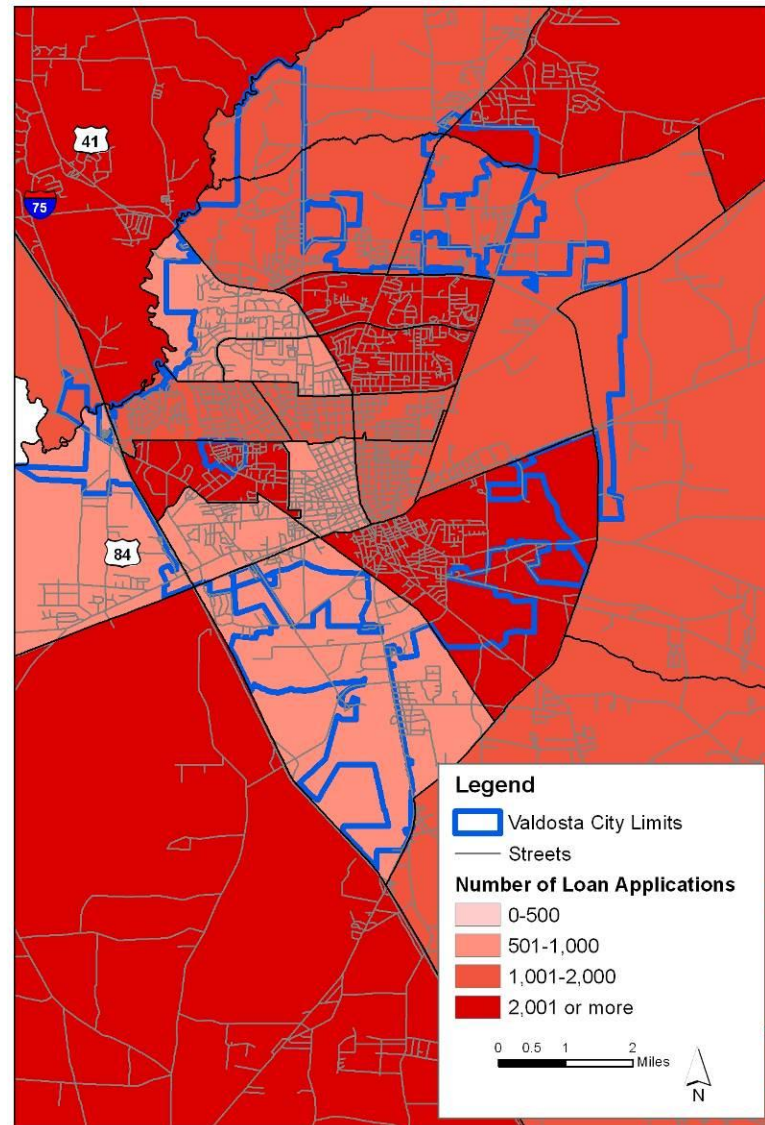 41
75
84
Legend
Valdosta City Limits
Streets
Number of Loan Applications
0-500
501-1,000
1,001-2,000
2,001 or more
0 0.5 1 2
Miles
N